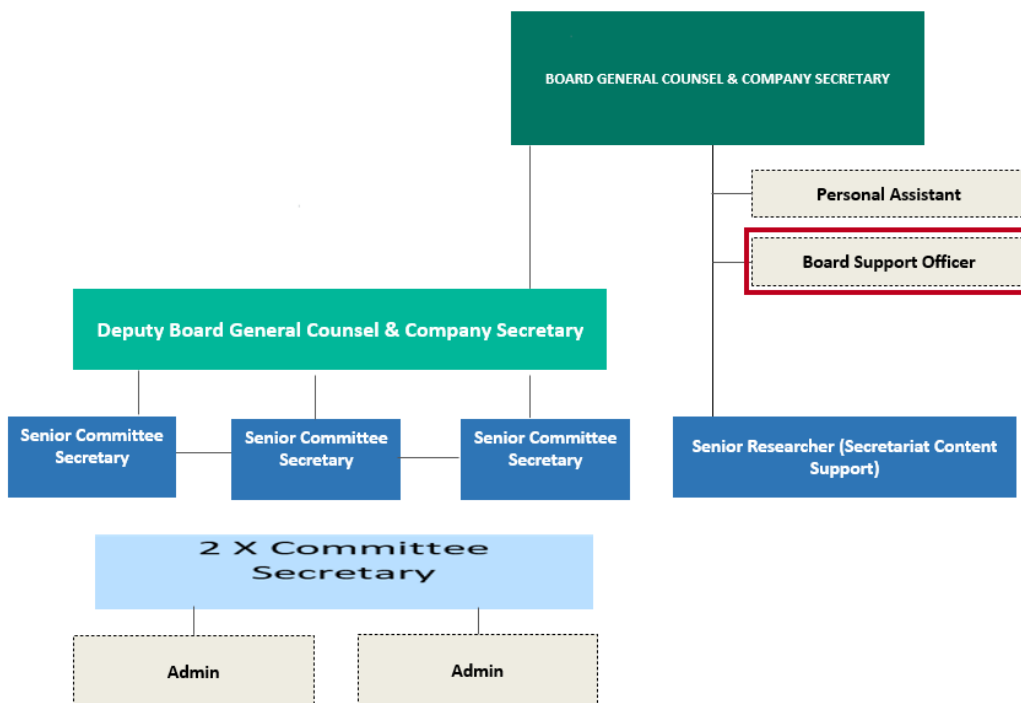 BOARD GENERAL COUNSEL & COMPANY SECRETARY
Personal Assistant
Board Support Officer
Deputy Board General Counsel & Company Secretary
Senior Committee
Secretary
Senior Committee
Secretary
Senior Committee
Secretary
Senior Researcher (Secretariat Content
Support)
2 X Committee
Secretary
Admin
Admin